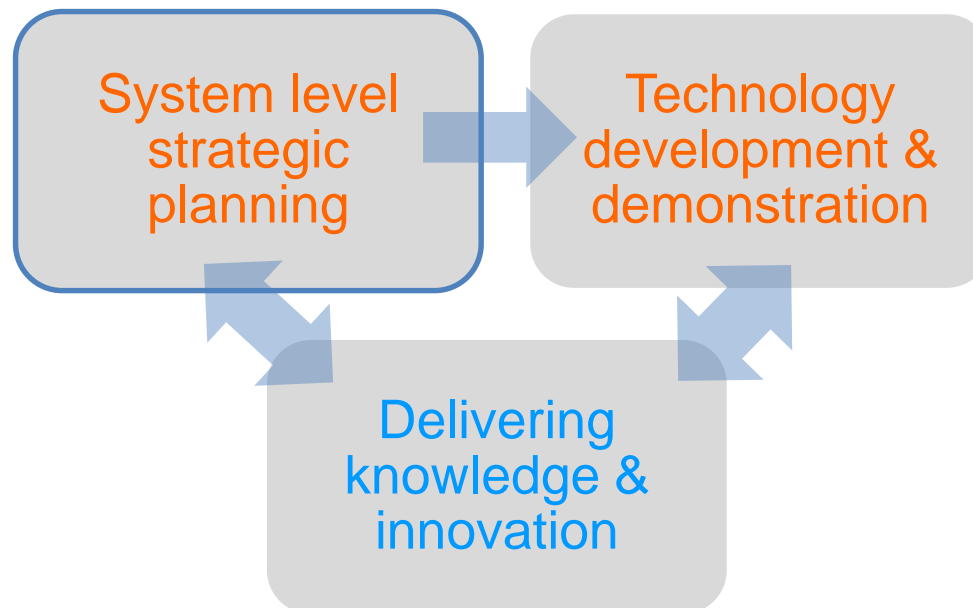 System level
strategic
planning
Technology
development &
demonstration
Delivering
knowledge &
innovation